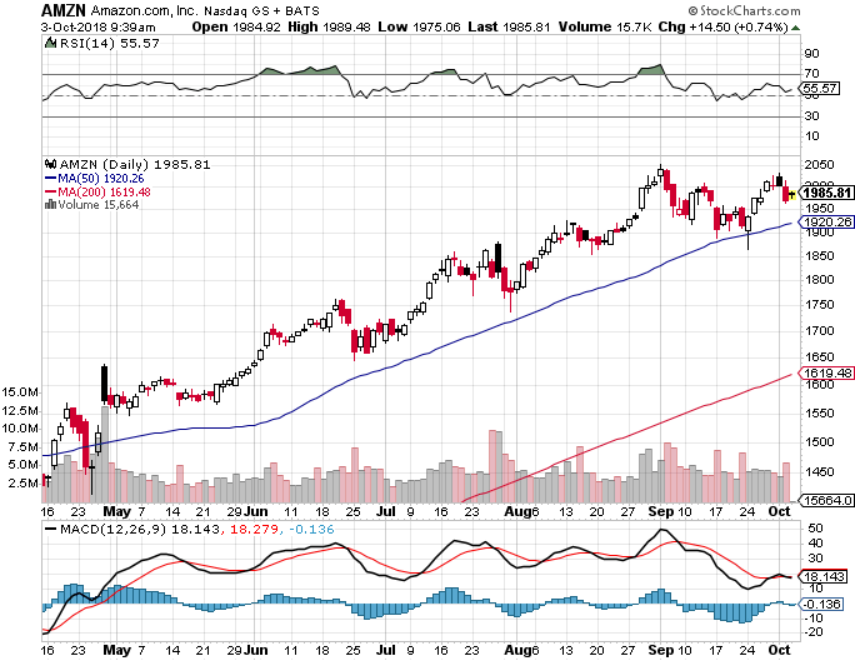 AMZN Amazon.com, Inc. Nasdaq GS + BATS
© StockCharts.com
3-Oct-2018 9:39am Open 1984.92 High 1989.48 Low 1975.06 Last 1985.81 Volume 15.7K Chg +14.50 (+0.74%)
RSI(14) 55.57
90
70
55.57
50
30
10
AMZN (Daily) 1985.81
MA(50) 1920.26
MA(200) 1619.48
Volume 15,664
2050
2000
1985.81
1950
1920.26
1900
1850
1800
1750
1700
1650
1619.48
1600
1550
1500
1450
15664.0
15.0M
12.5M
10.0M
7.5M
5.0M
2.5M
16 23 May 7 14 21 29 Jun 11 18 25 Jul 9 16 23 Aug 6 13 20 27 Sep 10 17 24 Oct
MACD(12,26,9) 18.143, 18.279, -0.136
50
40
30
18.143
10
-0.136
-10
-20
16 23 May 7 14 21 29 Jun 11 18 25 Jul 9 16 23 Aug 6 13 20 27 Sep 10 17 24 Oct